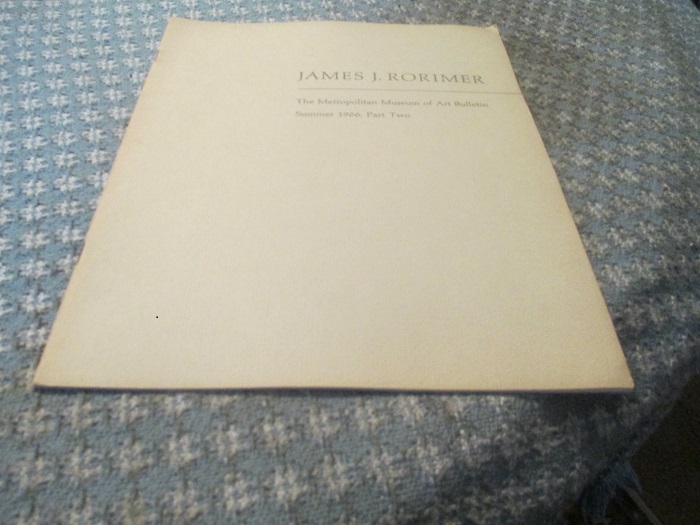 JAMES J. RORIMER
The Metropolitan Museum of Art Bulletin
Summer 1966, Part Two